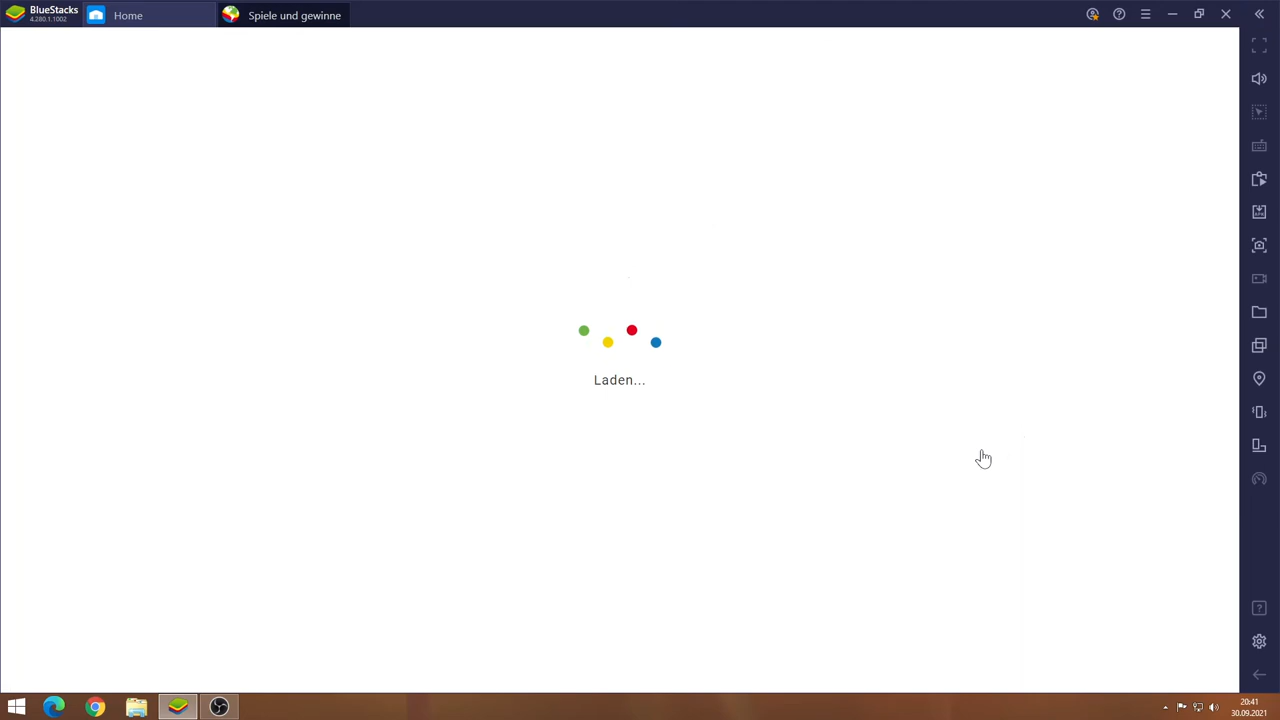 BlueStacks
4.280.1.1002
Home
Spiele und gewinne
Laden...
20:41
30.09.2021